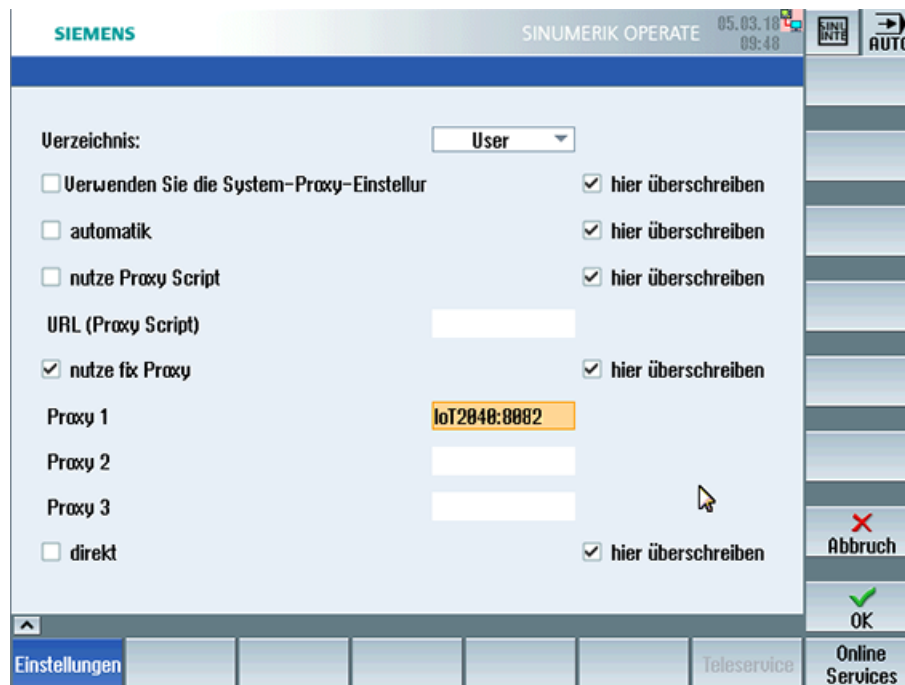 SIEMENS
SINUMERIK OPERATE
05.03.18
09:48
SINU
INTE
AUTO
Verzeichnis:
User
Verwenden Sie die System-Proxy-Einstellur
hier überschreiben
automatik
hier überschreiben
nutze Proxy Script
hier überschreiben
URL (Proxy Script)
nutze fix Proxy
hier überschreiben
Proxy 1
IoT2040:8082
Proxy 2
Proxy 3
direkt
hier überschreiben
Abbruch
OK
Einstellungen
Teleservice
Online
Services